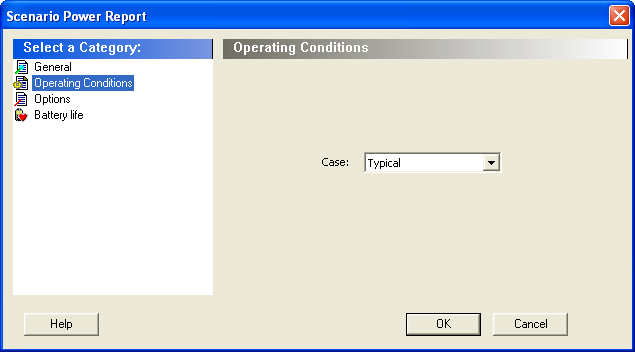 Scenario Power Report
Select a Category:
General
Operating Conditions
Options
Battery life
Operating Conditions
Case: Typical
Help
OK
Cancel